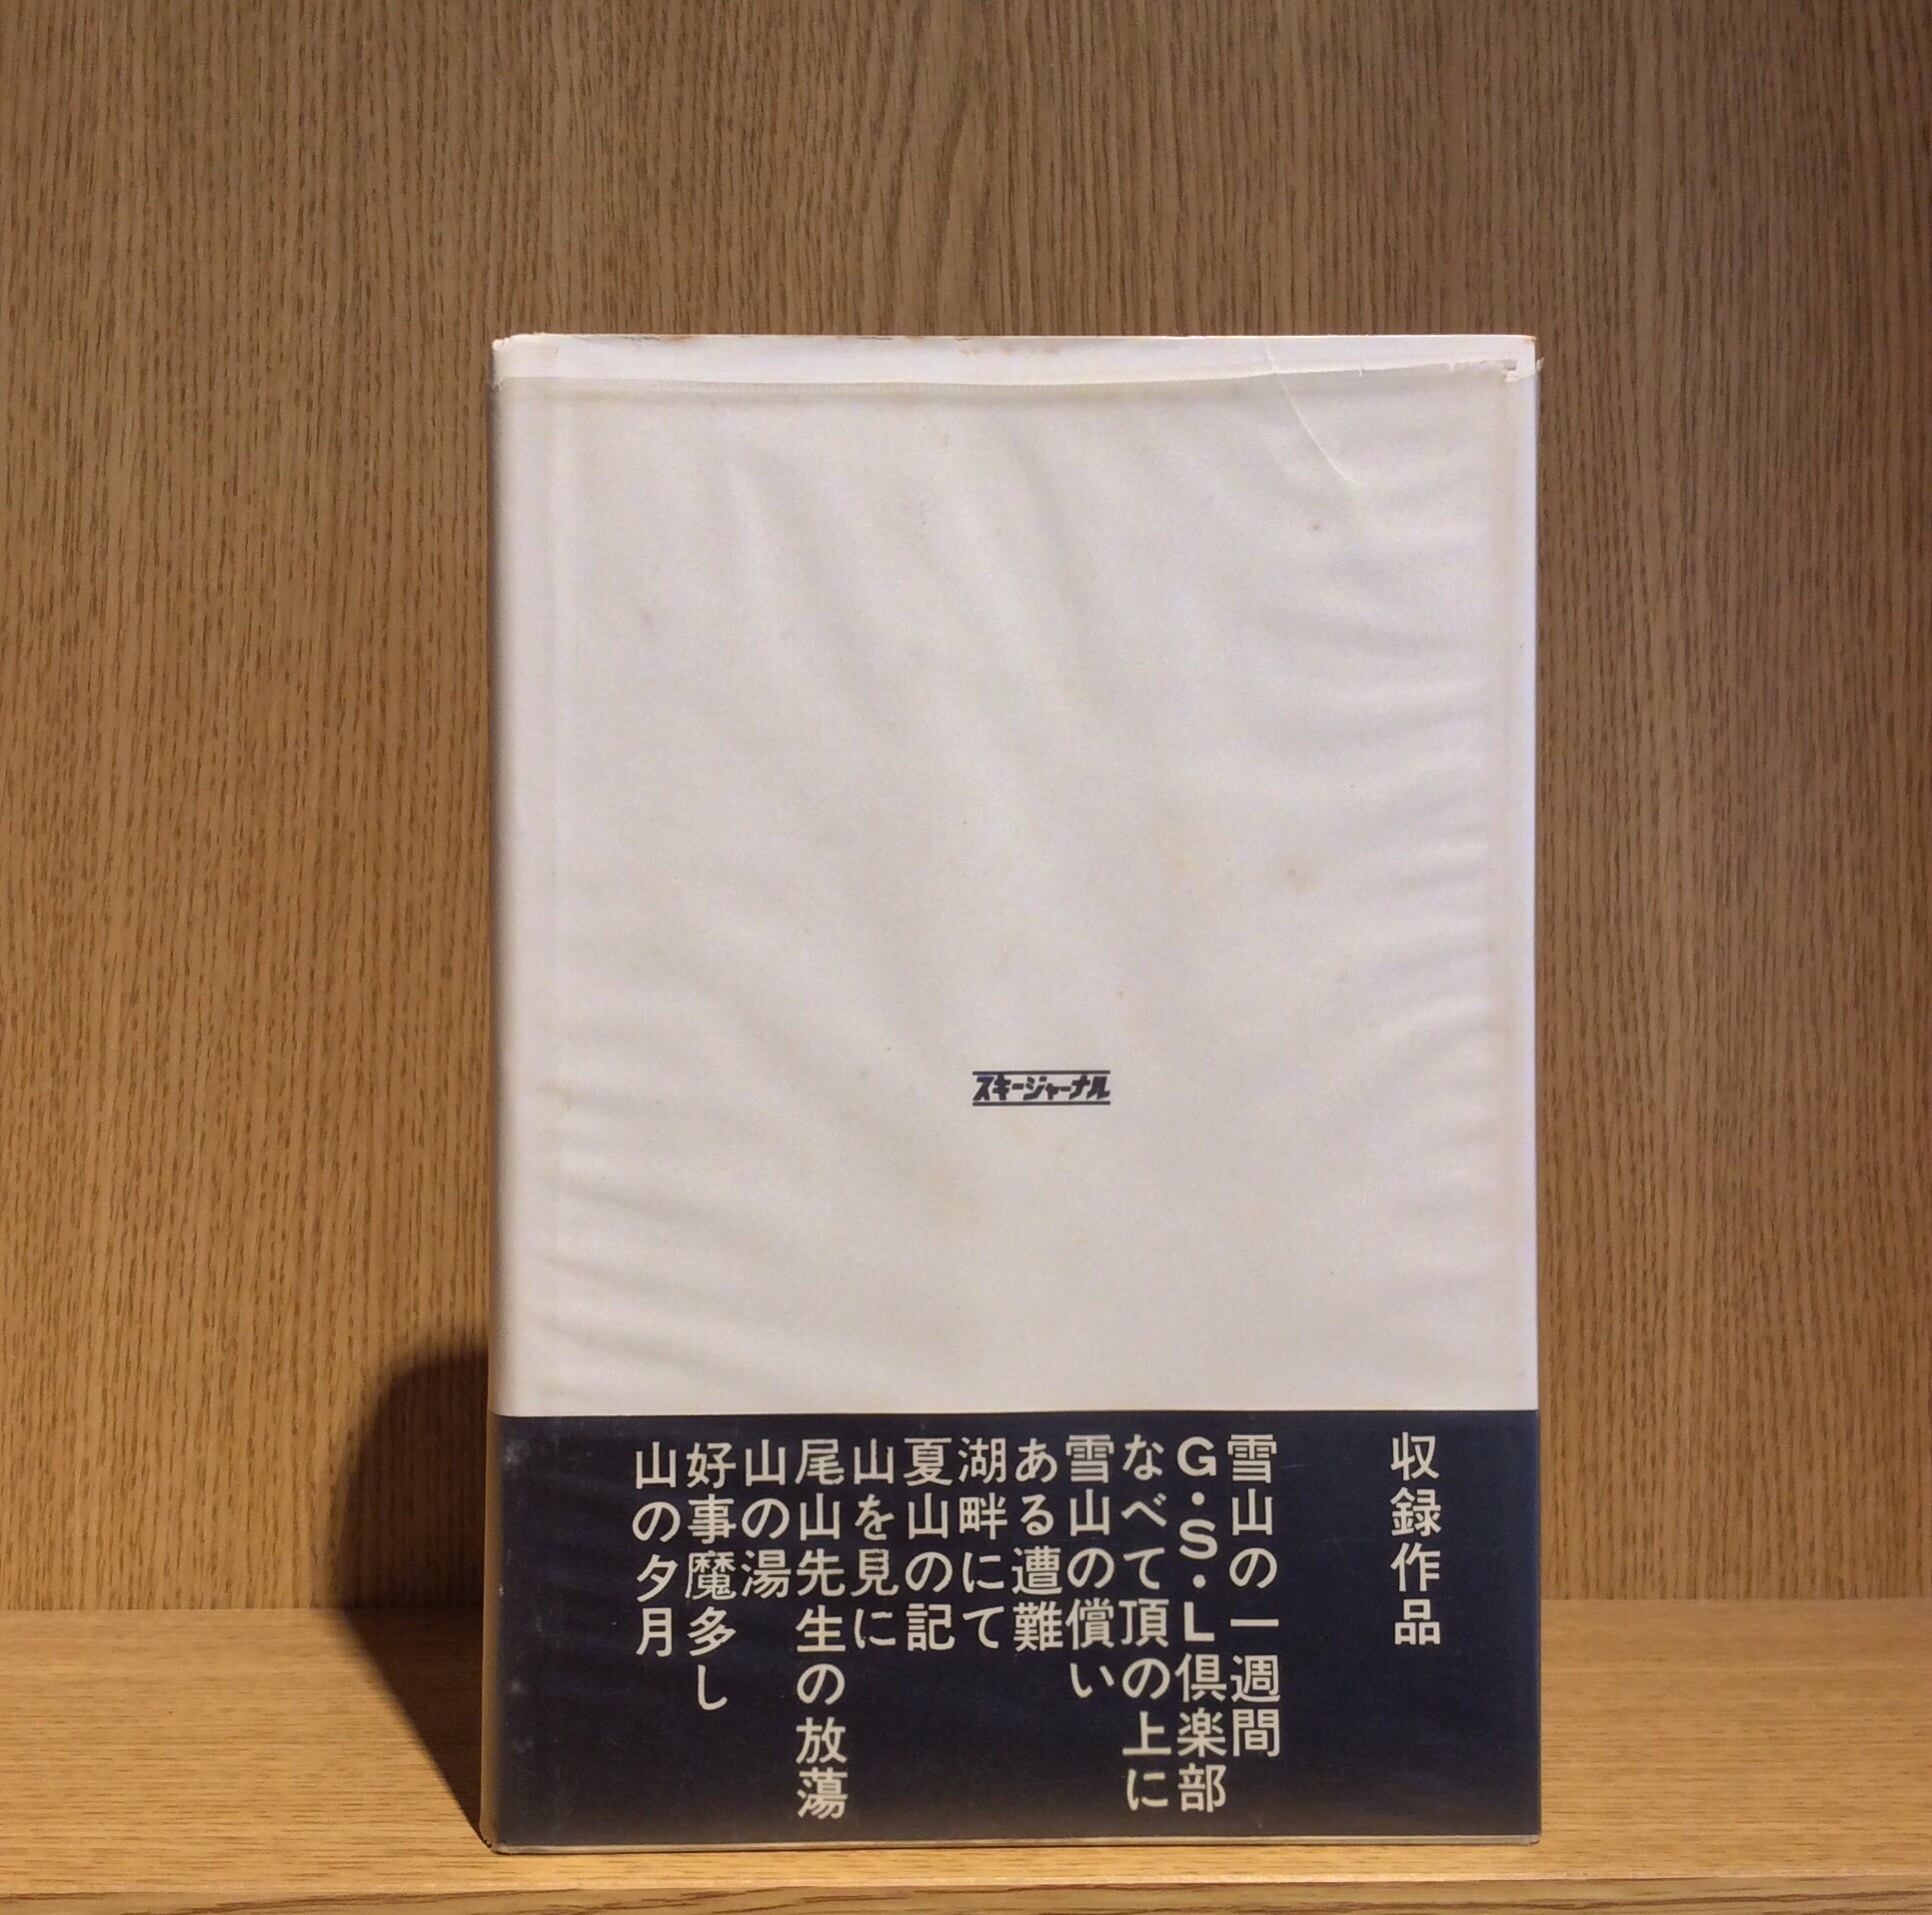 スキージャーナル
収録作品
雪山の一週間
G・S・L倶楽部
なべて頂の上に
雪山の償い
ある遭難
湖畔にて
夏山の記
山を見に
尾山先生の放蕩
山の湯
好事魔多し
山の夕月